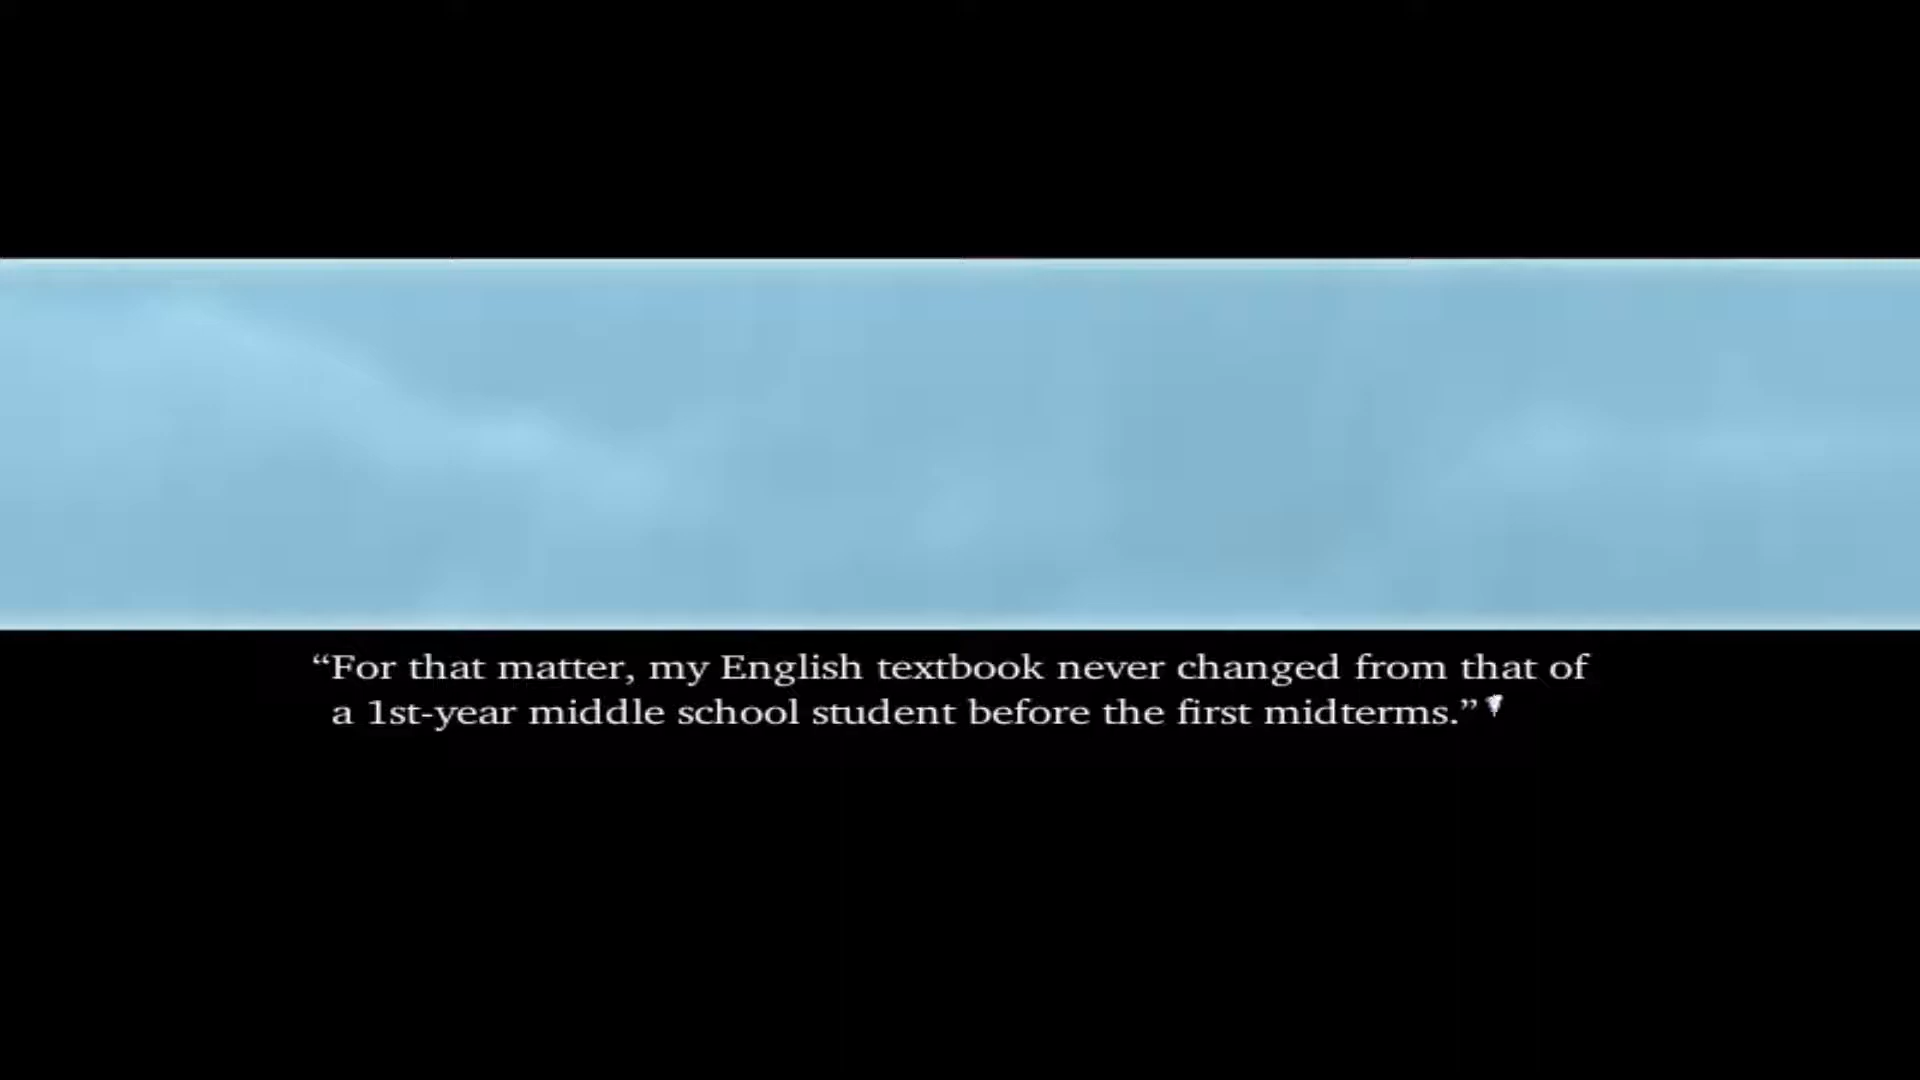 “For that matter, my English textbook never changed from that of
a 1st-year middle school student before the first midterms.”